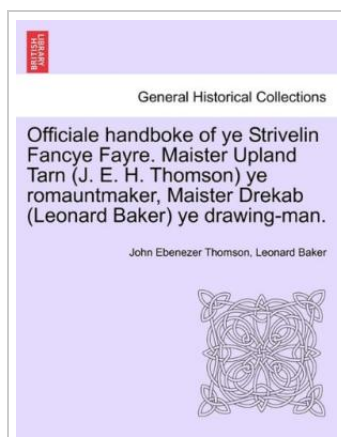 BRITISH
LIBRARY
General Historical Collections
Officiale handboke of ye Strivelin
Fancye Fayre. Maister Upland
Tarn (J. E. H. Thomson) ye
romauntmaker, Maister Drekab
(Leonard Baker) ye drawing-man.
John Ebenezer Thomson, Leonard Baker